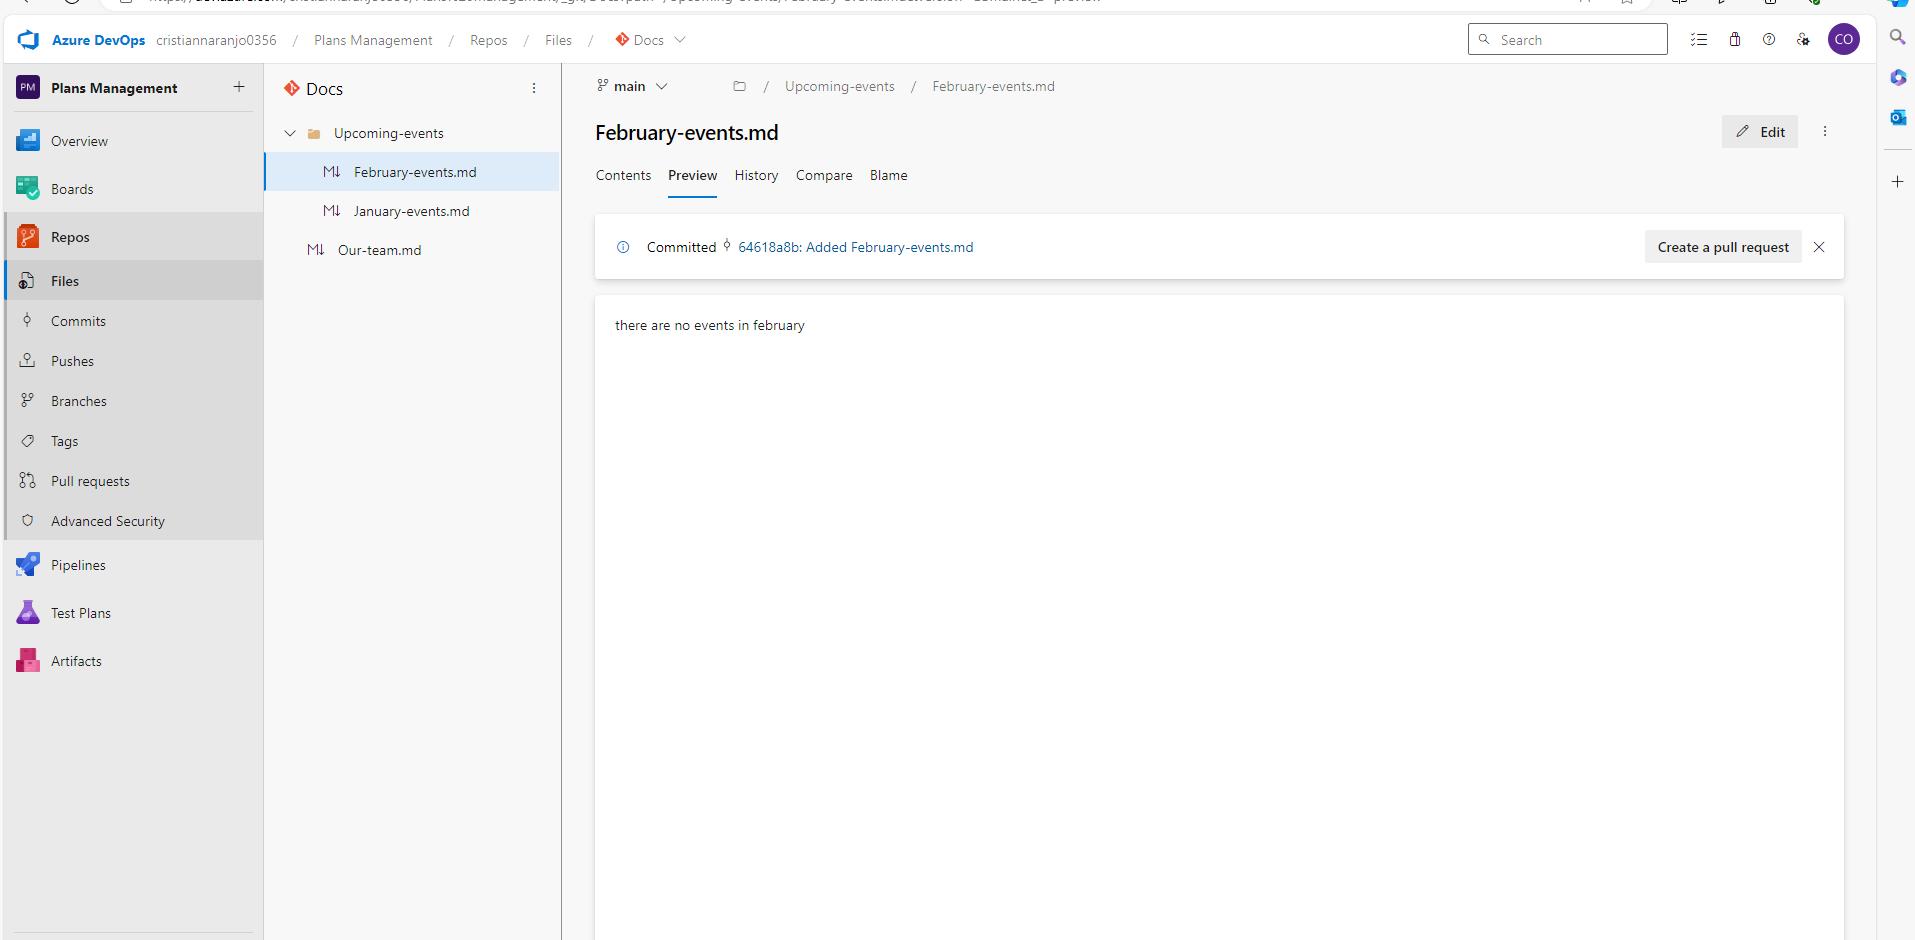 Azure DevOps cristiannaranjo0356 / Plans Management / Repos / Files / Docs
Search
CO
PM Plans Management
Overview
Boards
Repos
Files
Commits
Pushes
Branches
Tags
Pull requests
Advanced Security
Pipelines
Test Plans
Artifacts
Docs
Upcoming-events
February-events.md
January-events.md
Our-team.md
main / Upcoming-events / February-events.md
February-events.md
Edit
Contents Preview History Compare Blame
Committed 64618a8b: Added February-events.md
Create a pull request
there are no events in february